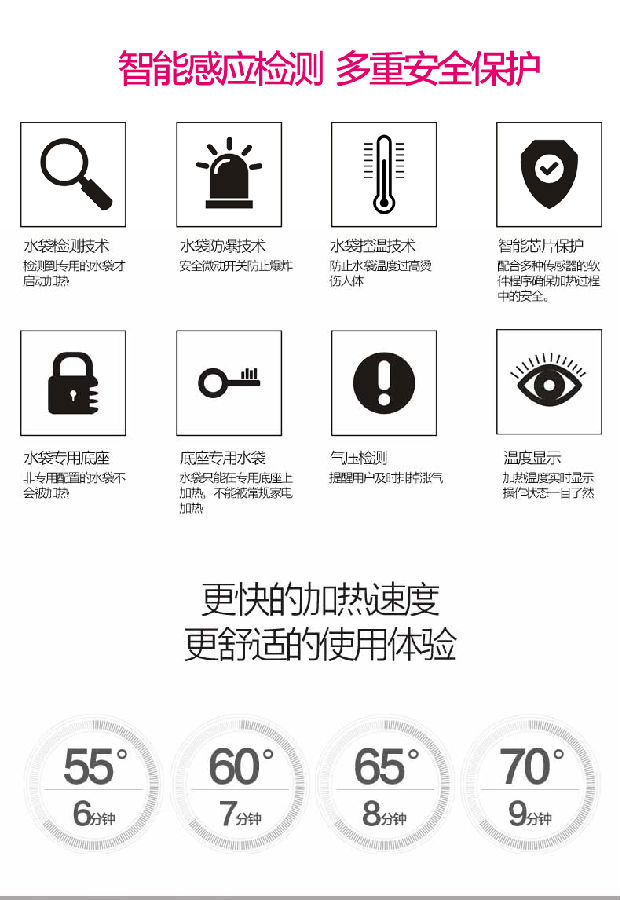 智能感应检测 多重安全保护
水袋检测技术
检测到专用的水袋才
启动加热
水袋防爆技术
安全微动开关防止爆炸
水袋控温技术
防止水袋温度过高烫
伤人体
智能芯片保护
配合多种传感器的软
件程序确保加热过程
中的安全。
水袋专用底座
非专用配置的水袋不
会被加热
底座专用水袋
水袋只能在专用底座上
加热，不能被常规家电
加热
气压检测
提醒用户及时排掉涨气
温度显示
加热温度实时显示
操作状态一目了然
更快的加热速度
更舒适的使用体验
55°
6分钟
60°
7分钟
65°
8分钟
70°
9分钟